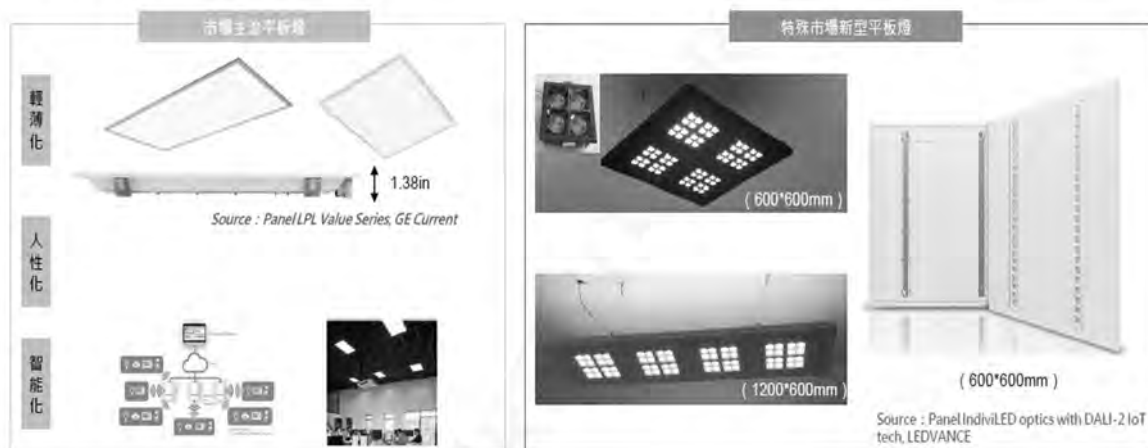 市場主流平板燈
輕薄化
1.38in
Source : Panel LPL Value Series, GE Current
人性化
智能化
特殊市場新型平板燈
( 600*600mm )
( 1200*600mm )
( 600*600mm )
Source : Panel IndiviLED optics with DALI-2 IoT
tech, LEDVANCE